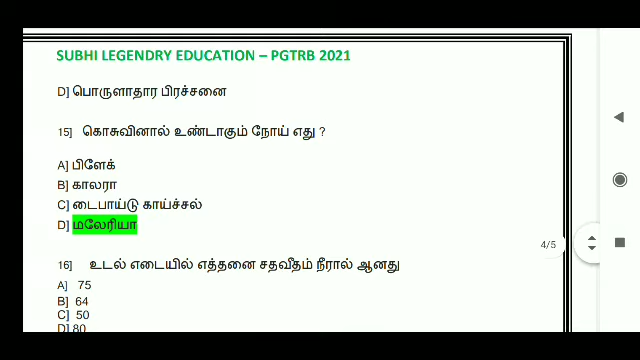 SUBHI LEGENDRY EDUCATION – PGTRB 2021
D] பொருளாதார பிரச்சனை
15] கொசுவினால் உண்டாகும் நோய் எது ?
A] பிளேக்
B] காலரா
C] டைபாய்டு காய்ச்சல்
D] மலேரியா
4/5
16] உடல் எடையில் எத்தனை சதவீதம் நீரால் ஆனது
A] 75
B] 64
C] 50
D] 80